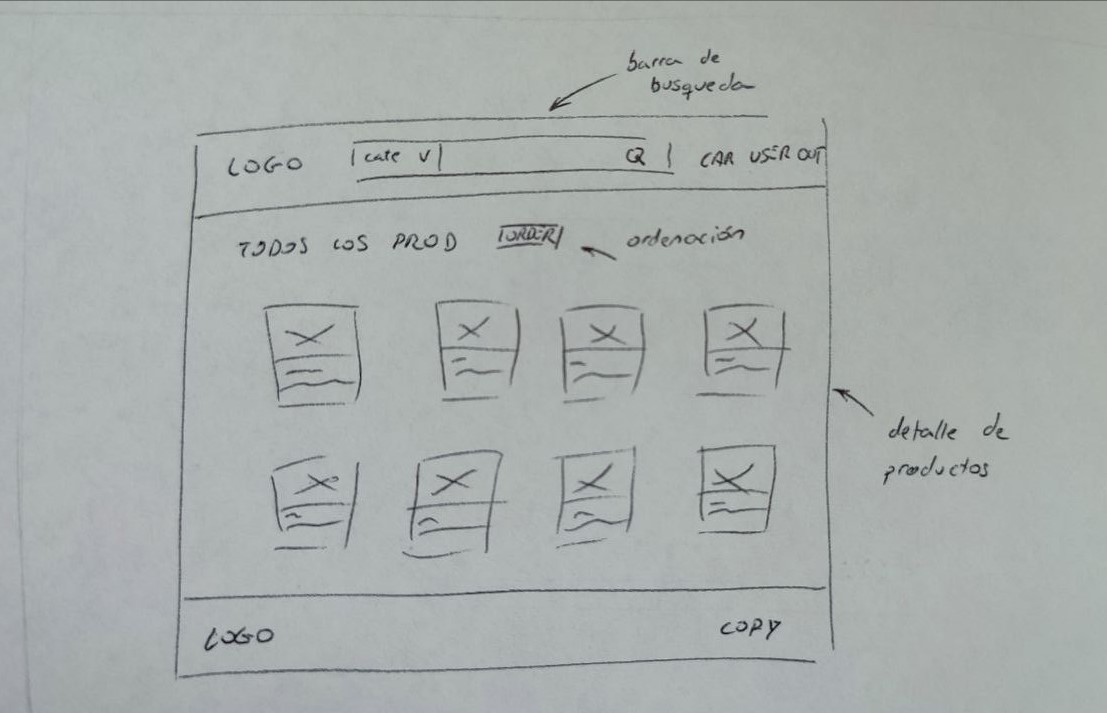 barra de
busqueda
LOGO cate V Q CAR USER OUT
TODOS LOS PROD ORDER ordenación
detalle de
productos
LOGO COPY